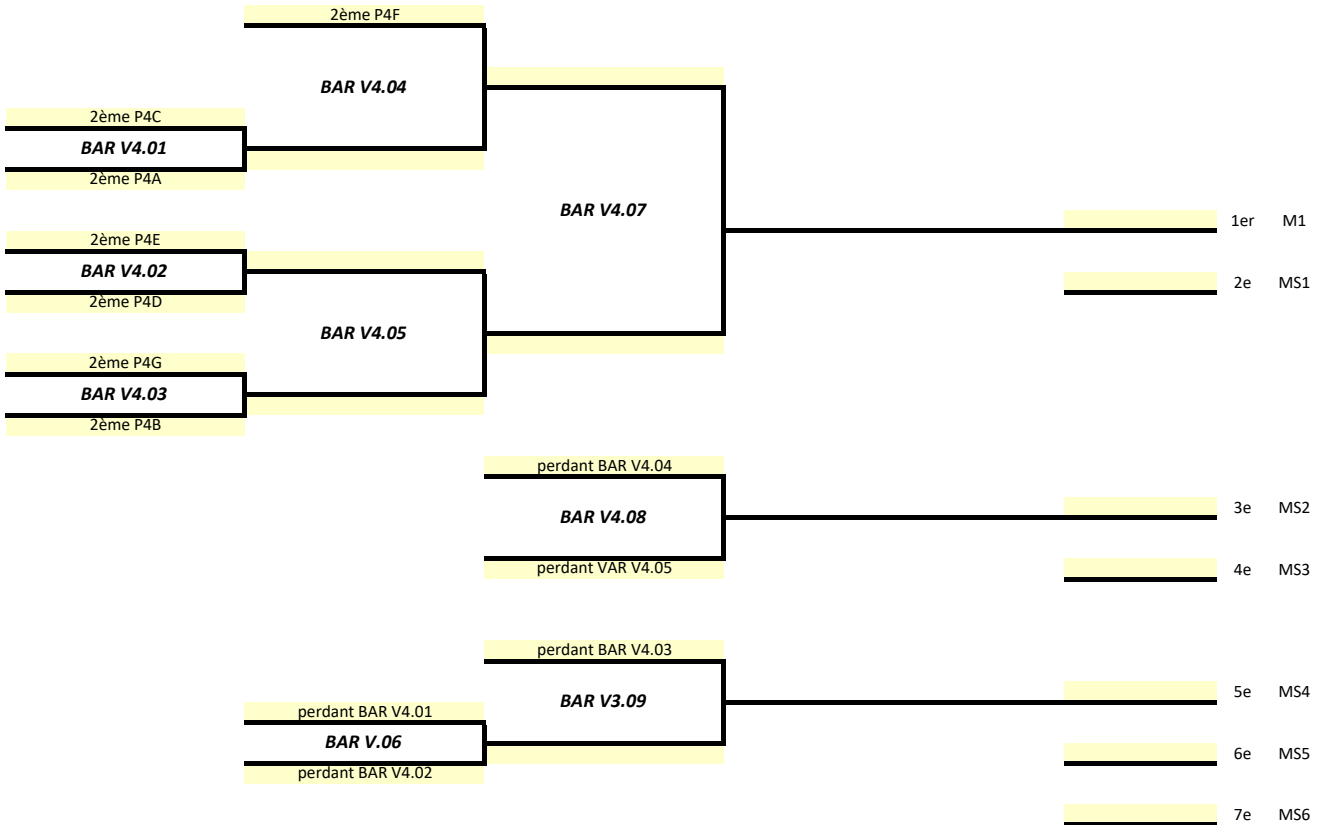 2ème P4F
BAR V4.04
2ème P4C
BAR V4.01
2ème P4A
BAR V4.07
1er M1
2ème P4E
BAR V4.02
2ème P4D
2e MS1
BAR V4.05
2ème P4G
BAR V4.03
2ème P4B
perdant BAR V4.04
BAR V4.08
3e MS2
perdant VAR V4.05
4e MS3
perdant BAR V4.03
BAR V3.09
5e MS4
perdant BAR V4.01
BAR V.06
6e MS5
perdant BAR V4.02
7e MS6